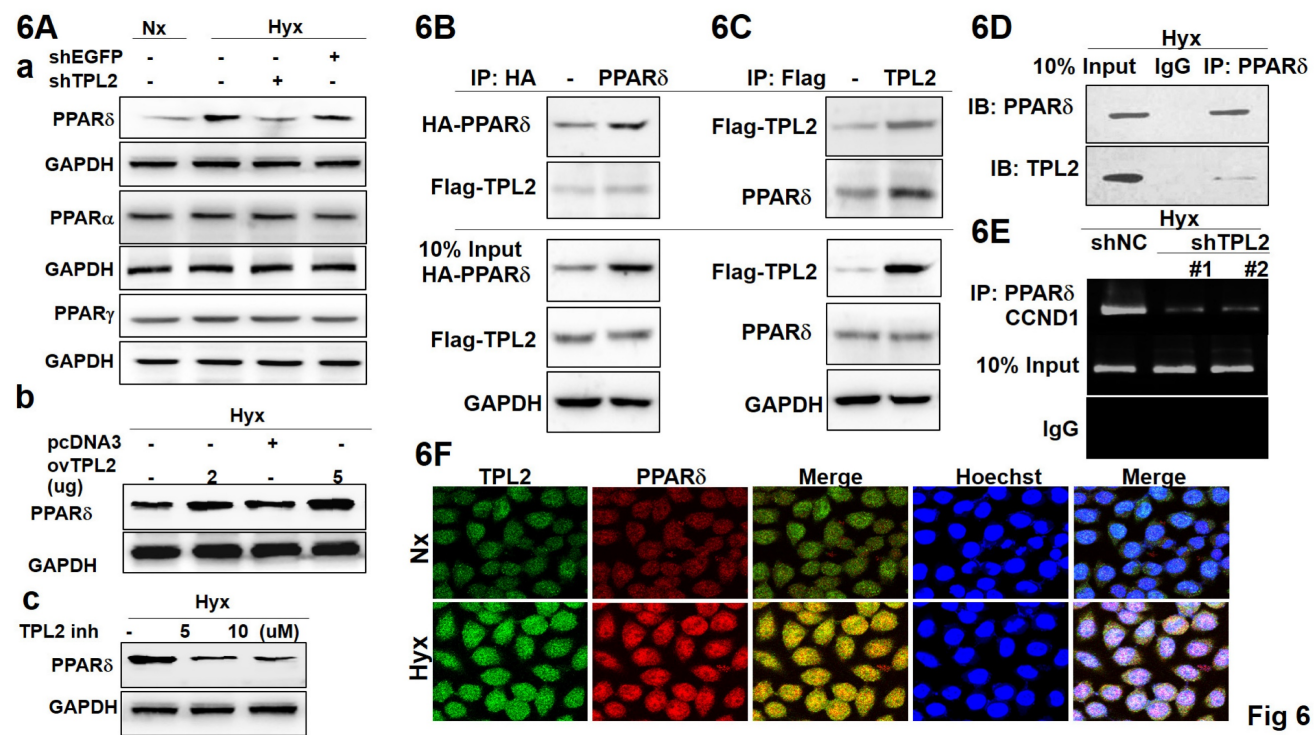 6A
Nx Hyx
shEGFP - - - +
a
shTPL2 - - + -
PPARδ
GAPDH
PPARα
GAPDH
PPARγ
GAPDH
b
Hyx
pcDNA3 - - + -
ovTPL2 - 2 - 5
(ug)
PPARδ
GAPDH
c
Hyx
TPL2 inh - 5 10 (uM)
PPARδ
GAPDH
6B
IP: HA - PPARδ
HA-PPARδ
Flag-TPL2
10% Input
HA-PPARδ
Flag-TPL2
GAPDH
6C
IP: Flag - TPL2
Flag-TPL2
PPARδ
Flag-TPL2
PPARδ
GAPDH
6D
Hyx
10% Input IgG IP: PPARδ
IB: PPARδ
IB: TPL2
6E
Hyx
shNC shTPL2
#1 #2
IP: PPARδ
CCND1
10% Input
IgG
6F
TPL2 PPARδ Merge Hoechst Merge
Nx
Hyx
Fig 6